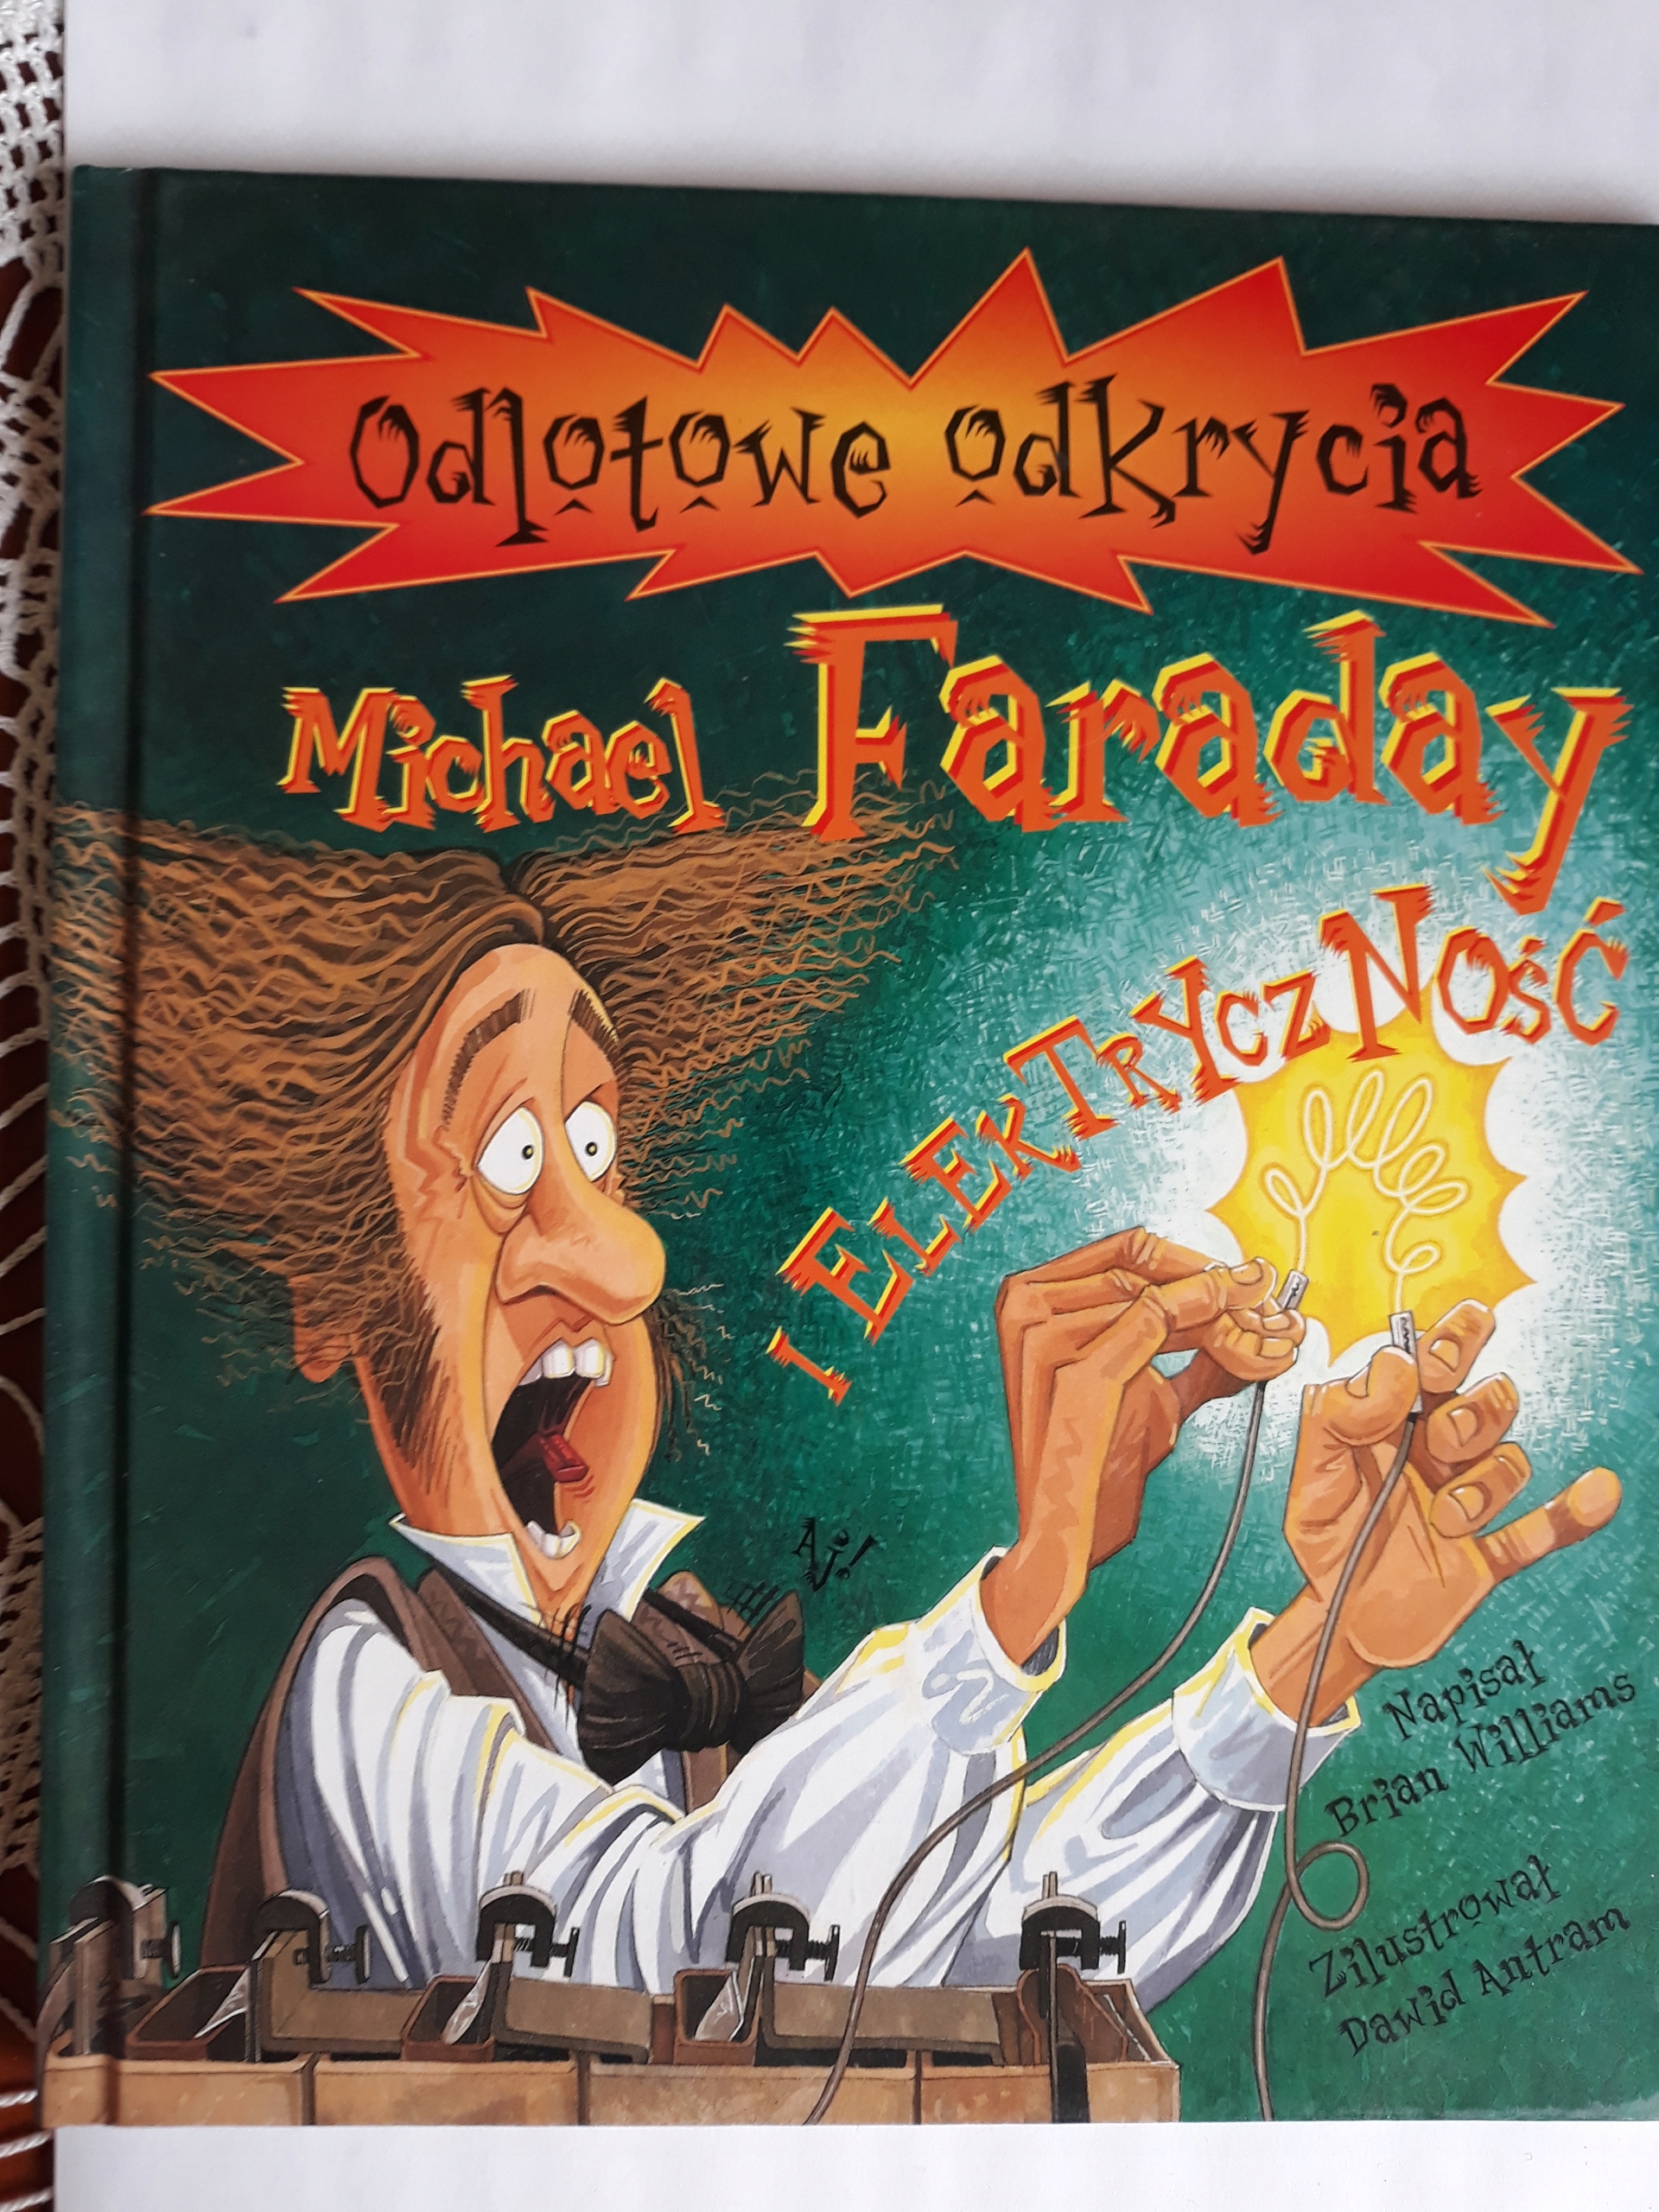 Odlotowe odkrycia
Michael Faraday
I ELEKTRYCZNOŚĆ
AJ!
Napisał
Brian Williams
Zilustrował
Dawid Antram